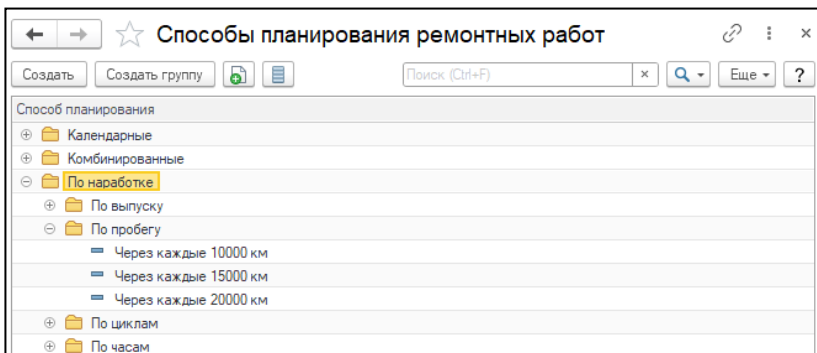 Способы планирования ремонтных работ
Создать Создать группу Поиск (Ctrl+F) × Еще ?
Способ планирования
Календарные
Комбинированные
По наработке
По выпуску
По пробегу
Через каждые 10000 км
Через каждые 15000 км
Через каждые 20000 км
По циклам
По часам